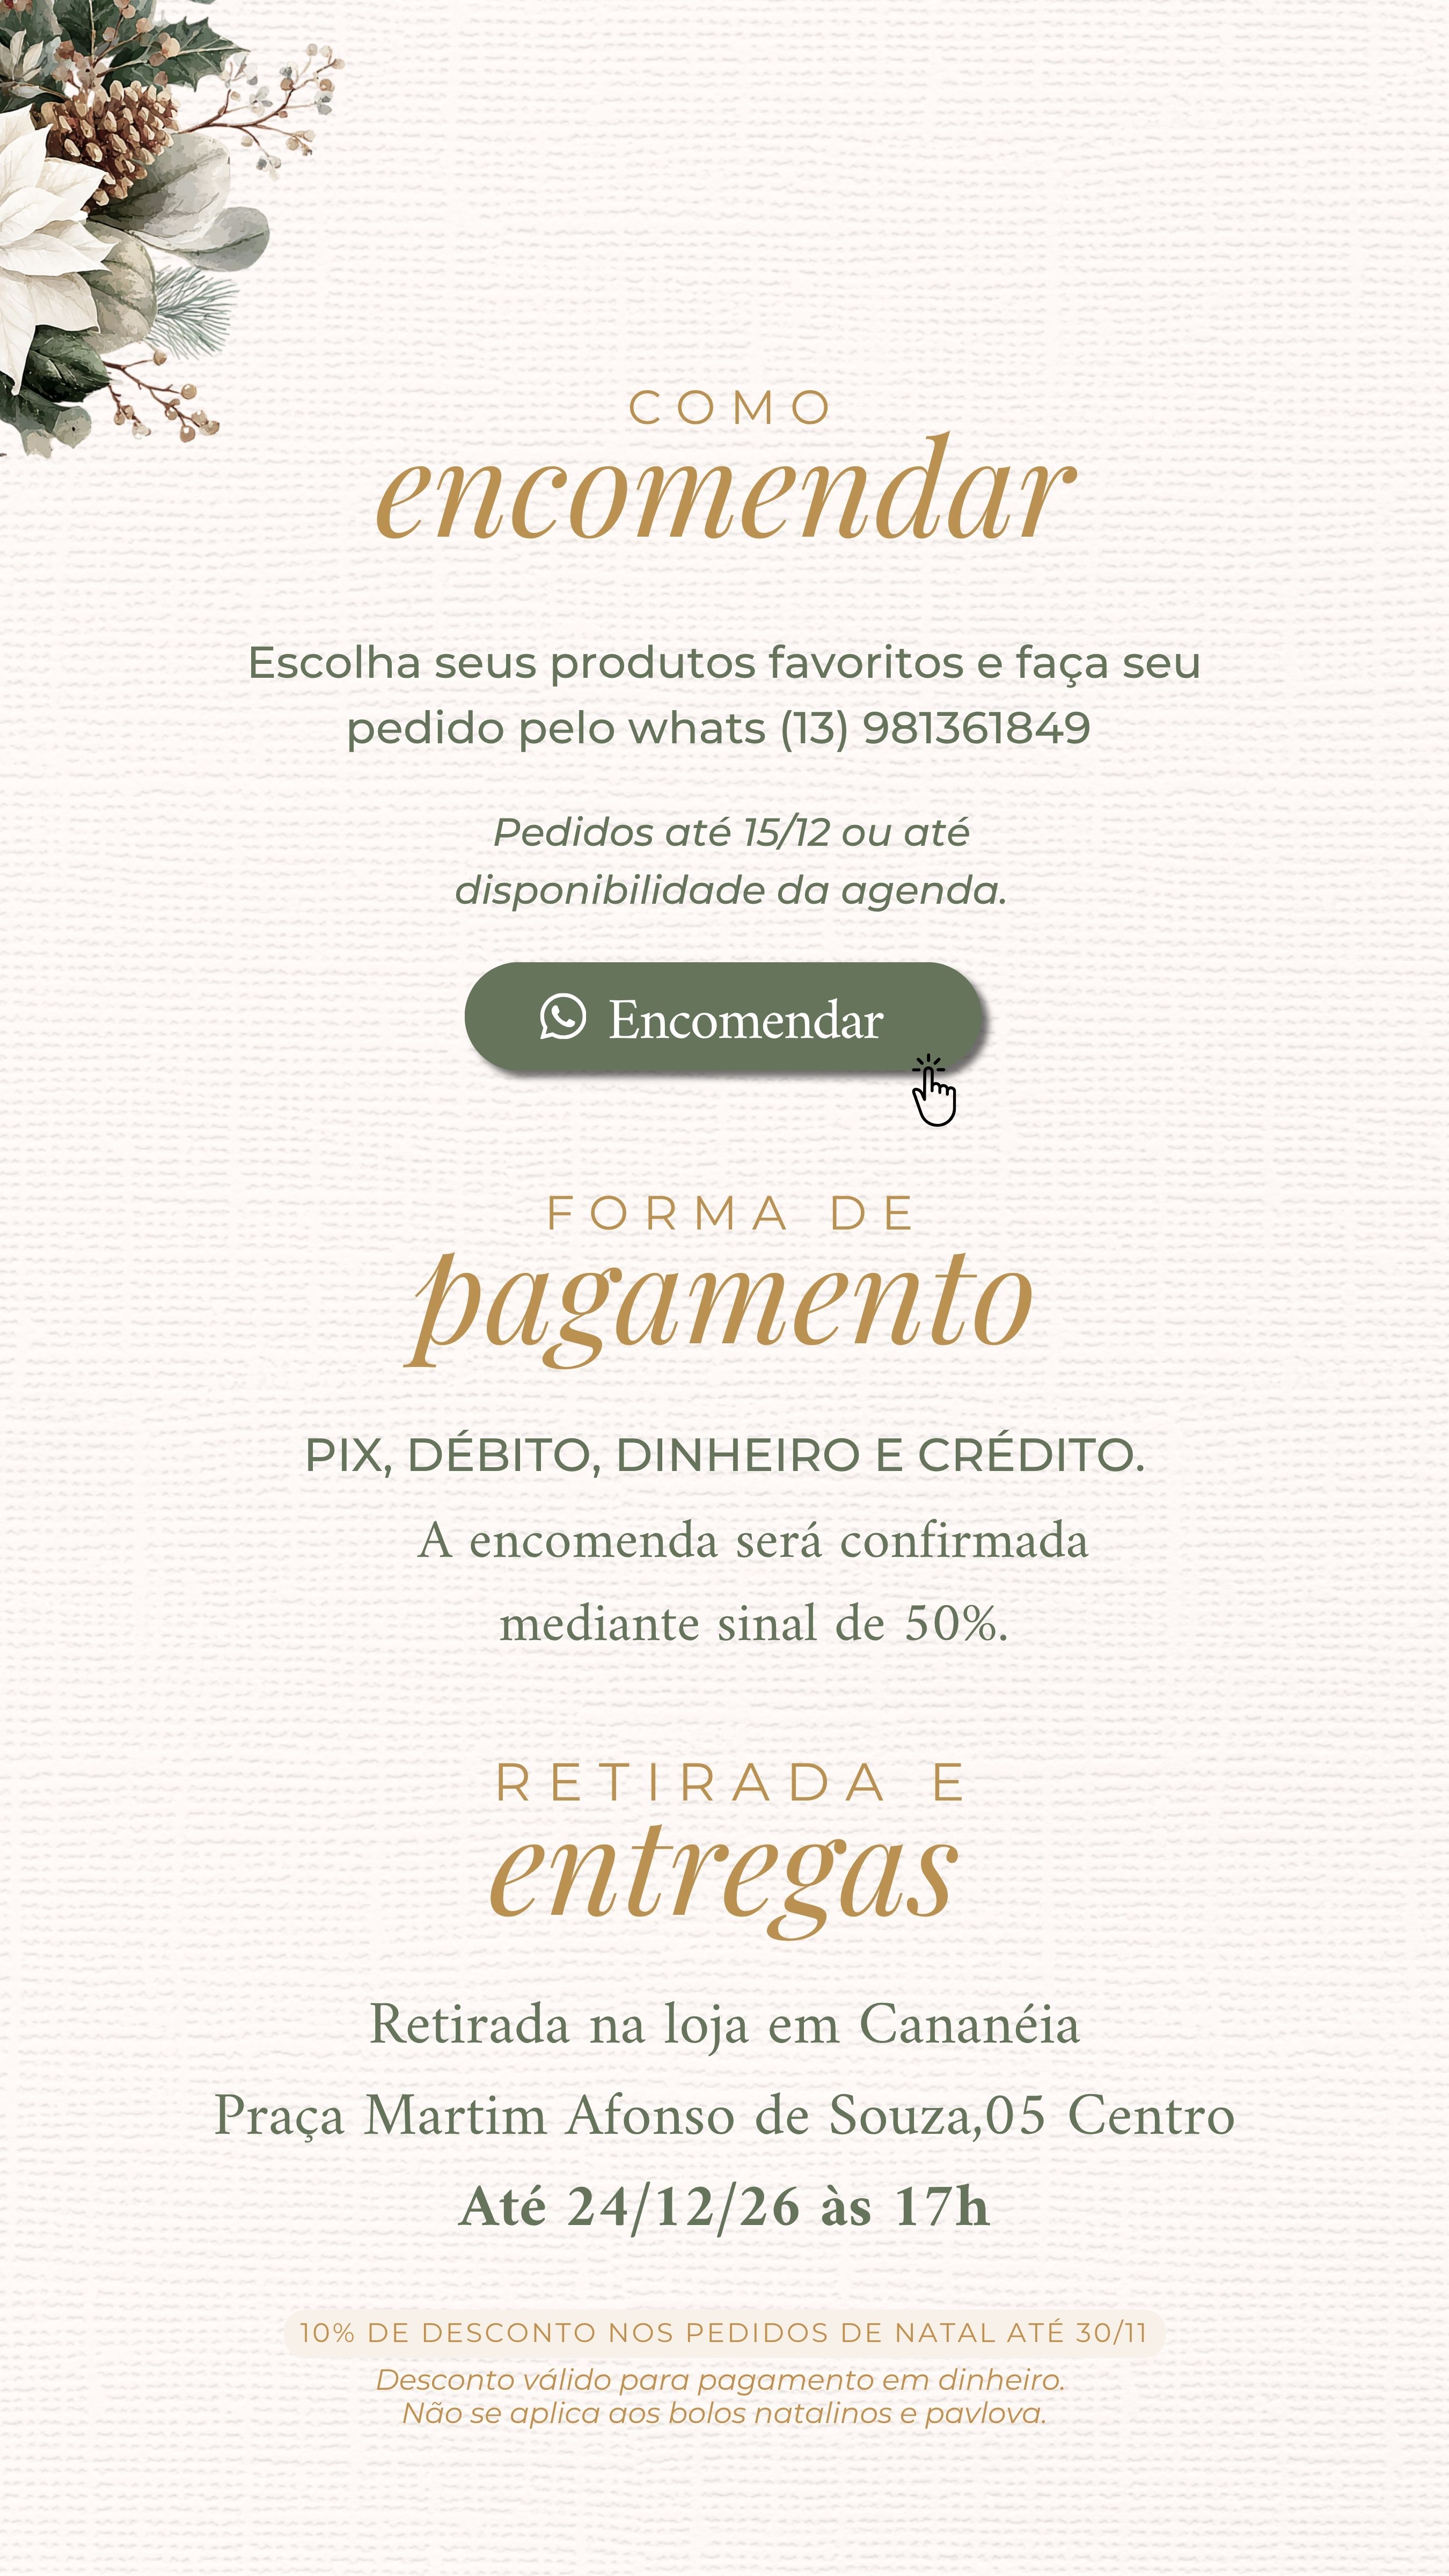 COMO
encomendar
Escolha seus produtos favoritos e faça seu
pedido pelo whats (13) 981361849
Pedidos até 15/12 ou até
disponibilidade da agenda.
Encomendar
FORMA DE
pagamento
PIX, DÉBITO, DINHEIRO E CRÉDITO.
A encomenda será confirmada
mediante sinal de 50%.
RETIRADA E
entregas
Retirada na loja em Cananéia
Praça Martim Afonso de Souza,05 Centro
Até 24/12/26 às 17h
10% DE DESCONTO NOS PEDIDOS DE NATAL ATÉ 30/11
Desconto válido para pagamento em dinheiro.
Não se aplica aos bolos natalinos e pavlova.